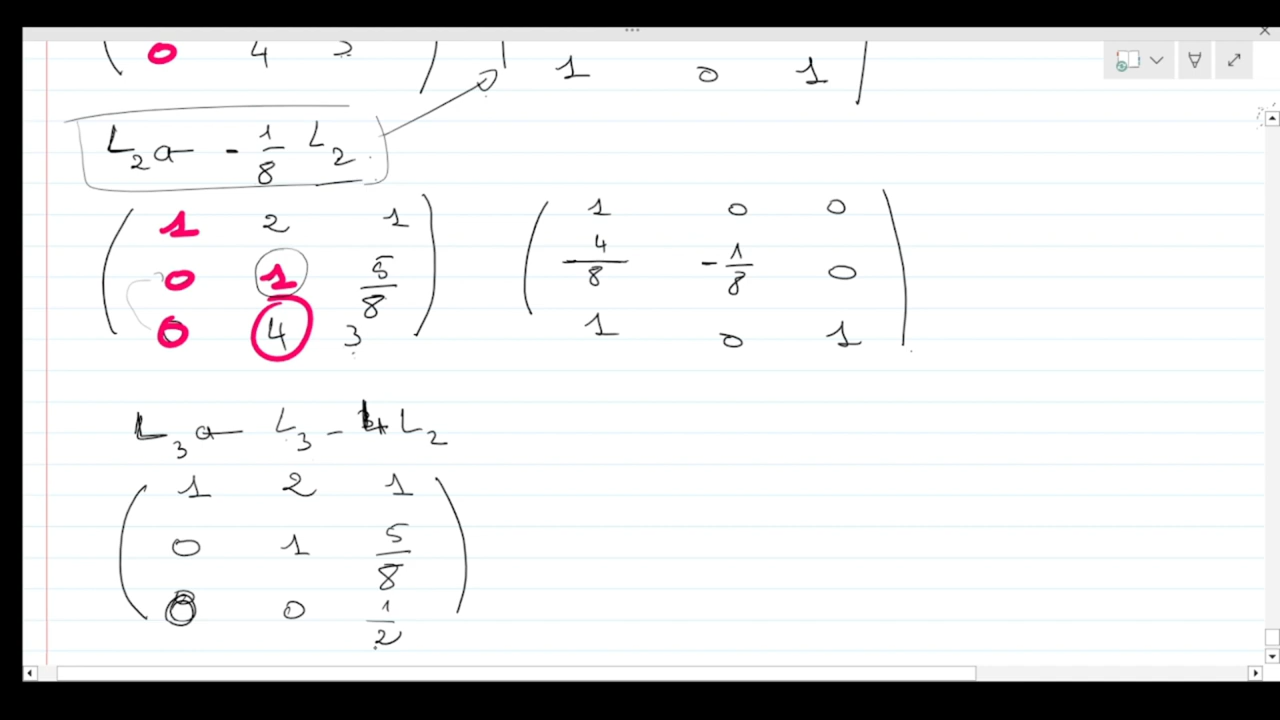 0 4 3 1 0 1
L₂ ← - 1/8 L₂
1 2 1 1 0 0
0 1 5/8 4/8 -1/8 0
0 4 3 1 0 1
L₃ ← L₃ - 4 L₂
1 2 1
0 1 5/8
0 0 1/2